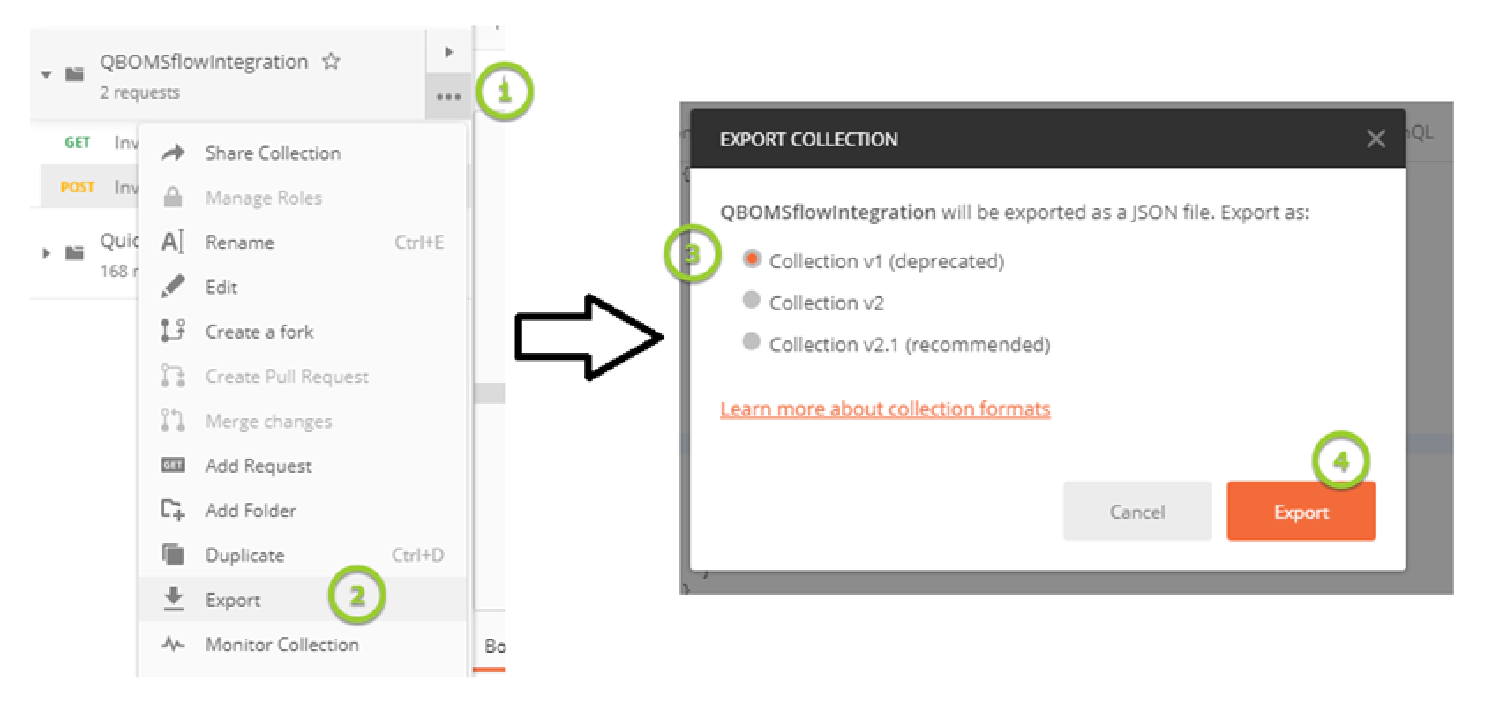 QBOMSflowIntegration
2 requests
1
GET Inv
POST Inv
Quic
168 r
Share Collection
Manage Roles
Rename Ctrl+E
Edit
Create a fork
Create Pull Request
Merge changes
GET Add Request
Add Folder
Duplicate Ctrl+D
Export 2
Monitor Collection
Bo
EXPORT COLLECTION
QL
QBOMSflowIntegration will be exported as a JSON file. Export as:
3
Collection v1 (deprecated)
Collection v2
Collection v2.1 (recommended)
Learn more about collection formats
4
Cancel Export
}